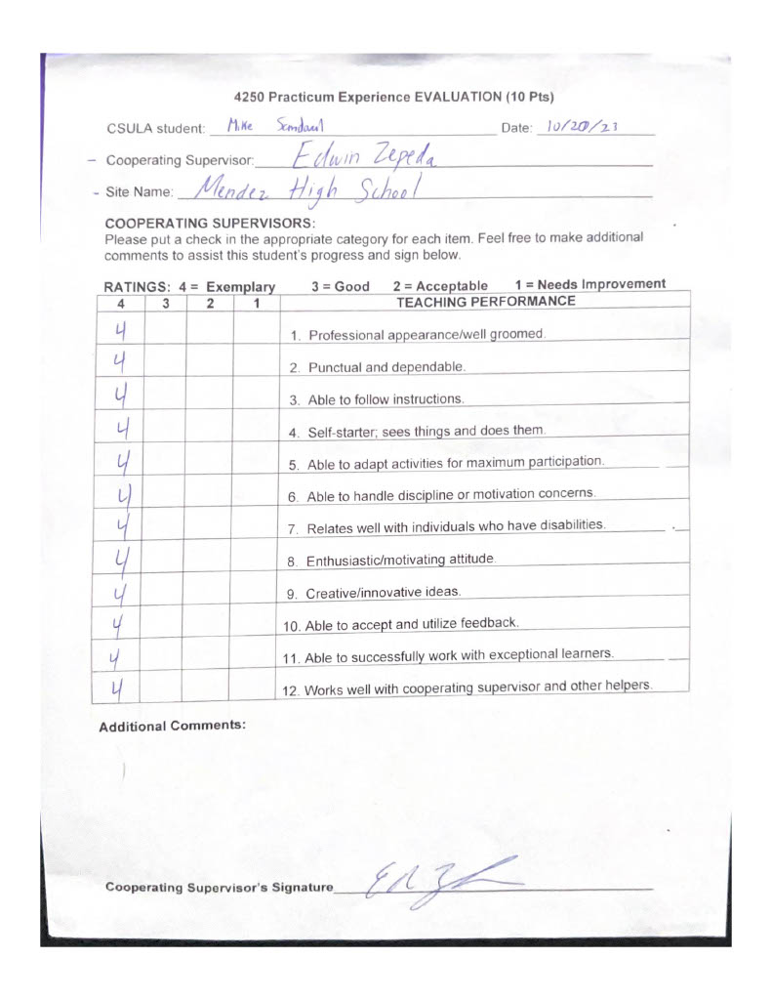 4250 Practicum Experience EVALUATION (10 Pts)
CSULA student: Mike Date: 10/20/23
- Cooperating Supervisor: Edwin Zepeda
- Site Name: Mendez High School
COOPERATING SUPERVISORS:
Please put a check in the appropriate category for each item. Feel free to make additional
comments to assist this student's progress and sign below.
RATINGS: 4 = Exemplary 3 = Good 2 = Acceptable 1 = Needs Improvement
4 3 2 1 TEACHING PERFORMANCE
4 1. Professional appearance/well groomed.
4 2. Punctual and dependable.
4 3. Able to follow instructions.
4 4. Self-starter; sees things and does them.
4 5. Able to adapt activities for maximum participation.
4 6. Able to handle discipline or motivation concerns.
4 7. Relates well with individuals who have disabilities.
4 8. Enthusiastic/motivating attitude.
4 9. Creative/innovative ideas.
4 10. Able to accept and utilize feedback.
4 11. Able to successfully work with exceptional learners.
4 12. Works well with cooperating supervisor and other helpers.
Additional Comments:
Cooperating Supervisor's Signature